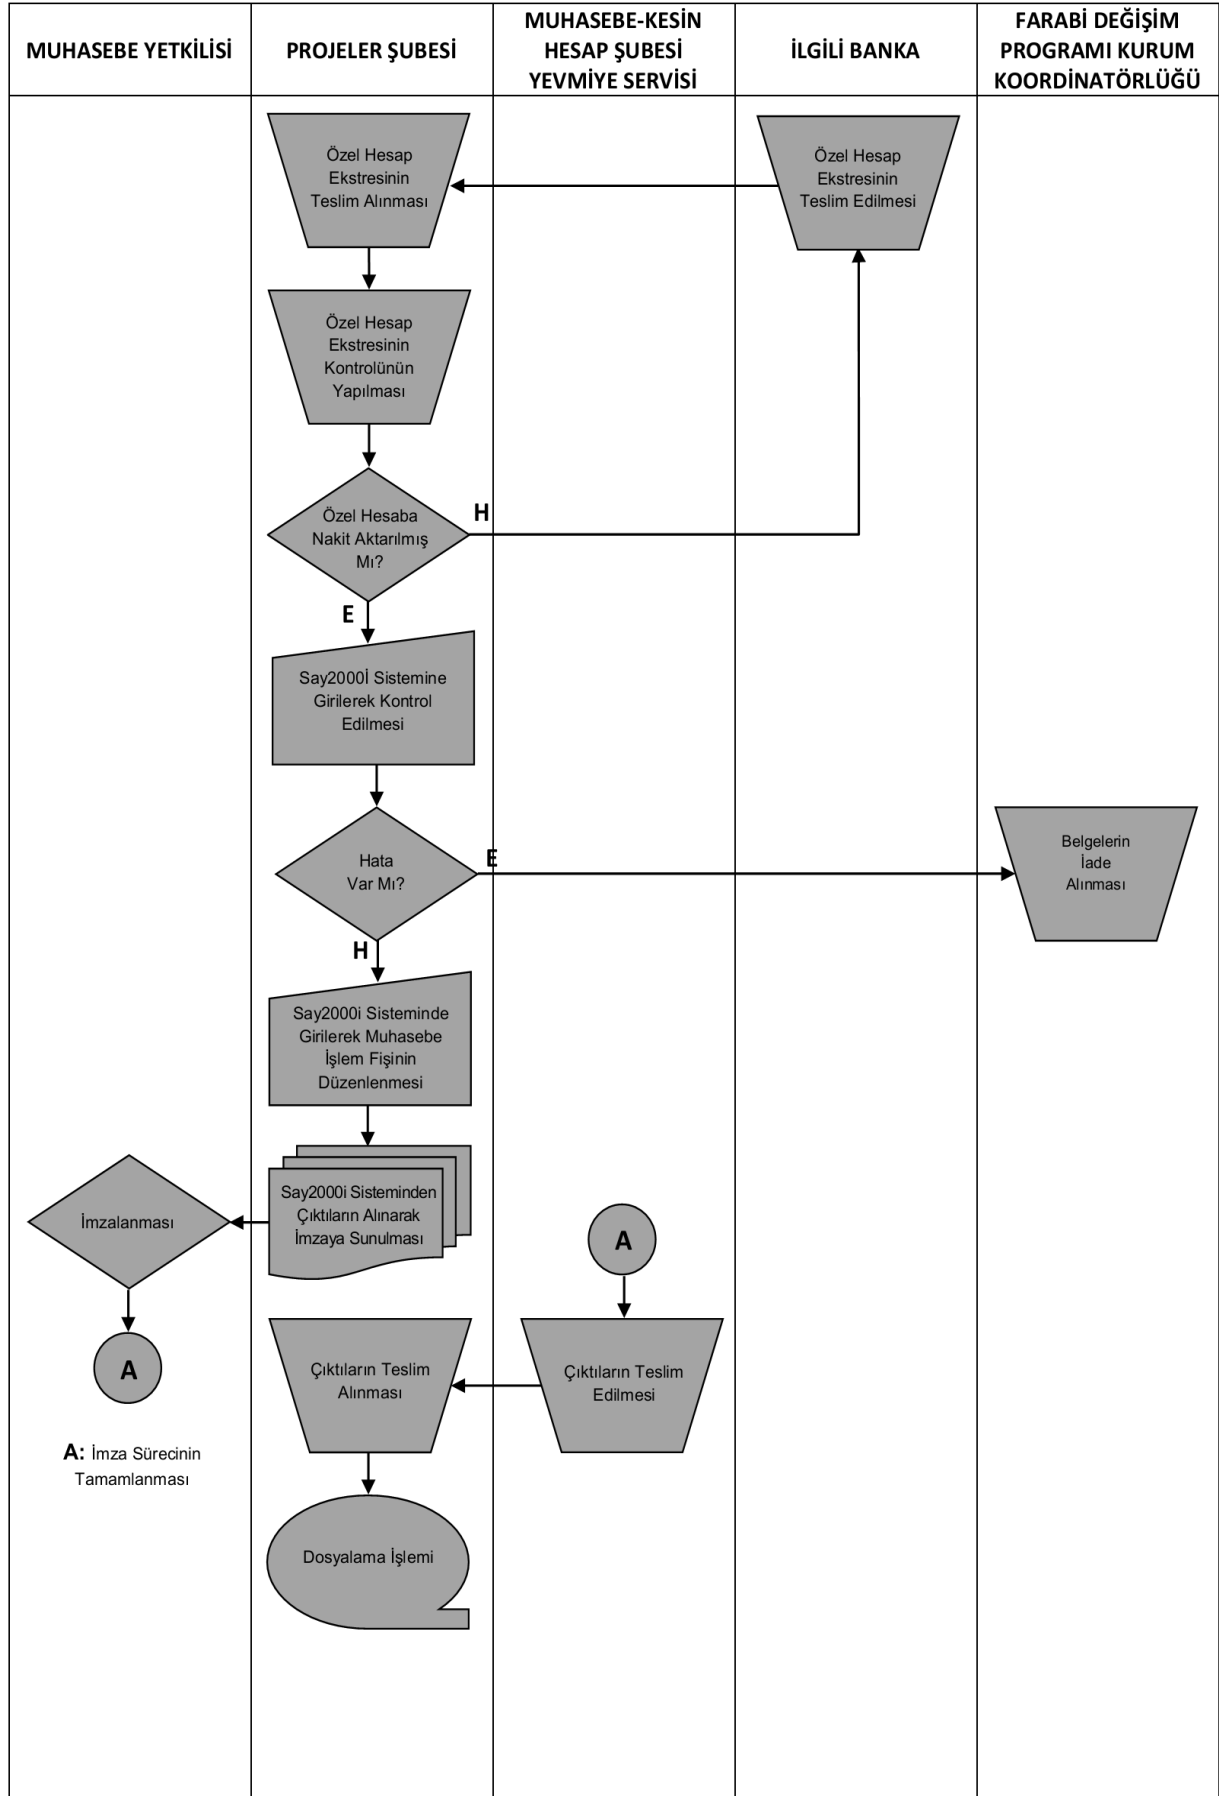 MUHASEBE YETKİLİSİ
PROJELER ŞUBESİ
MUHASEBE-KESİN
HESAP ŞUBESİ
YEVMİYE SERVİSİ
İLGİLİ BANKA
FARABİ DEĞİŞİM
PROGRAMI KURUM
KOORDİNATÖRLÜĞÜ
Özel Hesap
Ekstresinin
Teslim Alınması
Özel Hesap
Ekstresinin
Teslim Edilmesi
Özel Hesap
Ekstresinin
Kontrolünün
Yapılması
Özel Hesaba
Nakit Aktarılmış
Mı?
H
E
Say2000İ Sistemine
Girilerek Kontrol
Edilmesi
Hata
Var Mı?
E
Belgelerin
İade
Alınması
H
Say2000i Sisteminde
Girilerek Muhasebe
İşlem Fişinin
Düzenlenmesi
Say2000i Sisteminden
Çıktıların Alınarak
İmzaya Sunulması
İmzalanması
A
A
Çıktıların Teslim
Alınması
Çıktıların Teslim
Edilmesi
A: İmza Sürecinin
Tamamlanması
Dosyalama İşlemi